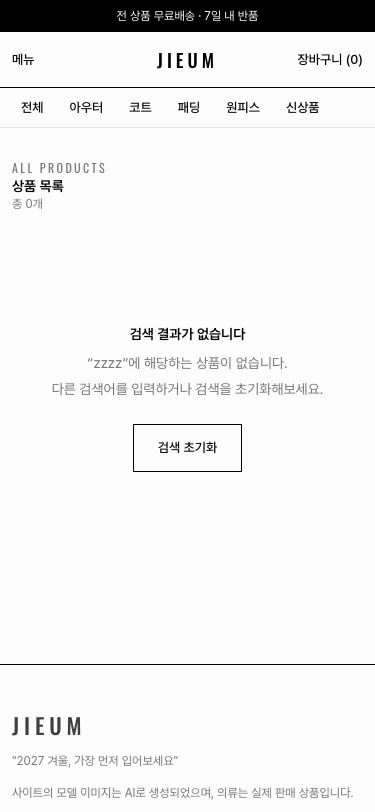 전 상품 무료배송 · 7일 내 반품
메뉴
JIEUM
장바구니 (0)
전체 아우터 코트 패딩 원피스 신상품
ALL PRODUCTS
상품 목록
총 0개
검색 결과가 없습니다
“zzzz”에 해당하는 상품이 없습니다.
다른 검색어를 입력하거나 검색을 초기화해보세요.
검색 초기화
JIEUM
"2027 겨울, 가장 먼저 입어보세요"
사이트의 모델 이미지는 AI로 생성되었으며, 의류는 실제 판매 상품입니다.